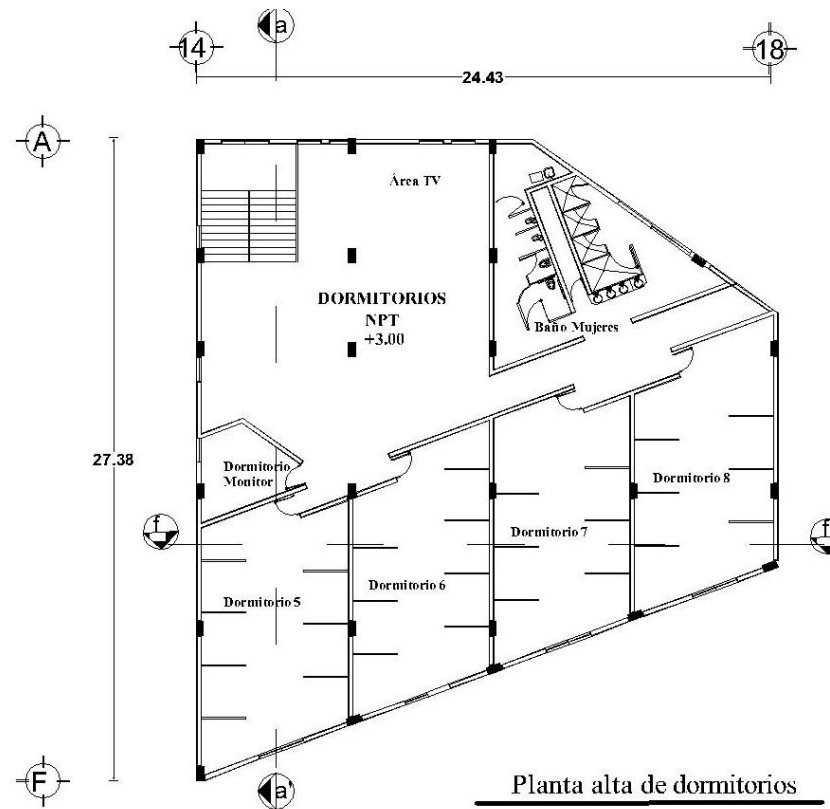 a
14
18
24.43
A
Área TV
DORMITORIOS
NPT
+3.00
Baño Mujeres
27.38
Dormitorio
Monitor
Dormitorio 8
f
f
Dormitorio 7
Dormitorio 6
Dormitorio 5
F
a'
Planta alta de dormitorios